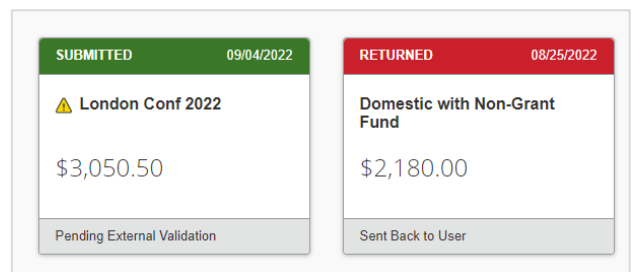 SUBMITTED 09/04/2022
London Conf 2022
$3,050.50
Pending External Validation
RETURNED 08/25/2022
Domestic with Non-Grant
Fund
$2,180.00
Sent Back to User